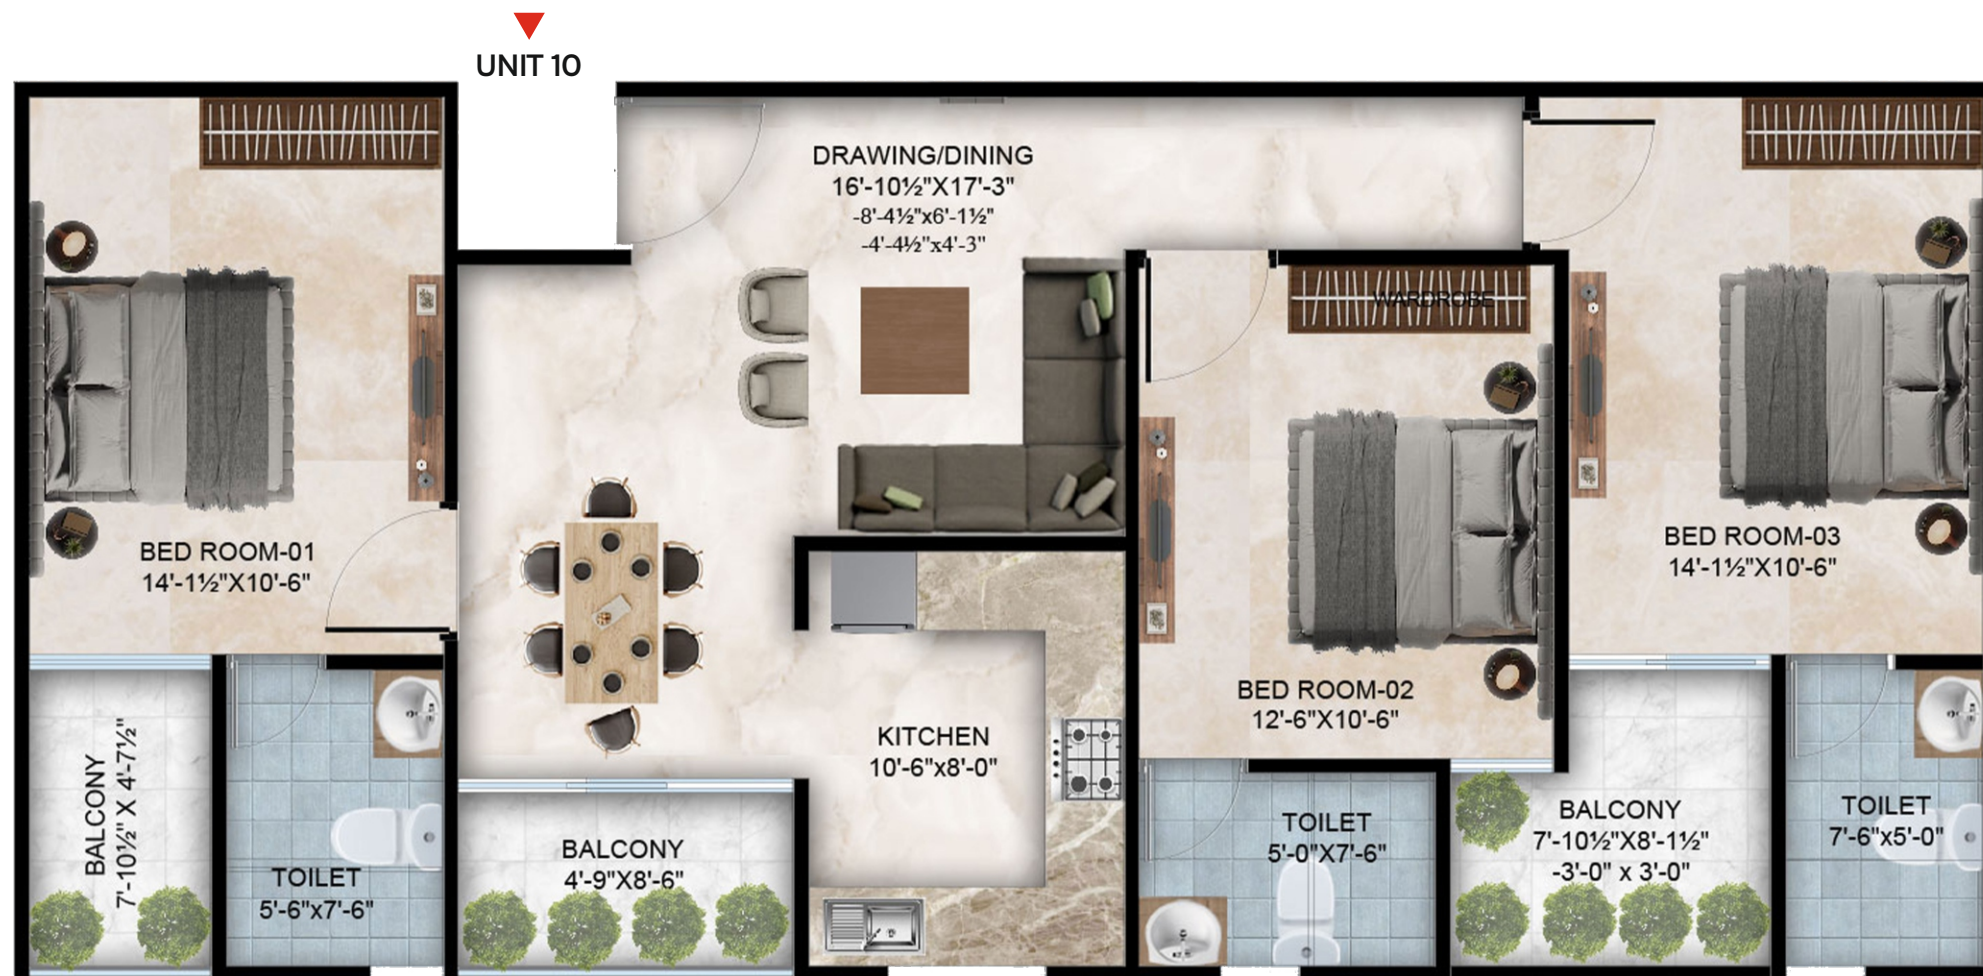 UNIT 10
DRAWING/DINING
16'-10½"X17'-3"
-8'-4½"x6'-1½"
-4'-4½"x4'-3"
WARDROBE
BED ROOM-01
14'-1½"X10'-6"
BED ROOM-03
14'-1½"X10'-6"
BED ROOM-02
12'-6"X10'-6"
KITCHEN
10'-6"x8'-0"
BALCONY
7'-10½" X 4'-7½"
TOILET
5'-6"x7'-6"
BALCONY
4'-9"X8'-6"
TOILET
5'-0"X7'-6"
BALCONY
7'-10½"X8'-1½"
-3'-0" x 3'-0"
TOILET
7'-6"x5'-0"